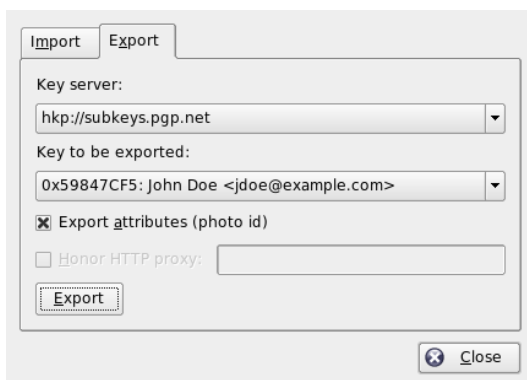 Import Export
Key server:
hkp://subkeys.pgp.net
Key to be exported:
0x59847CF5: John Doe <jdoe@example.com>
Export attributes (photo id)
Honor HTTP proxy:
Export
Close